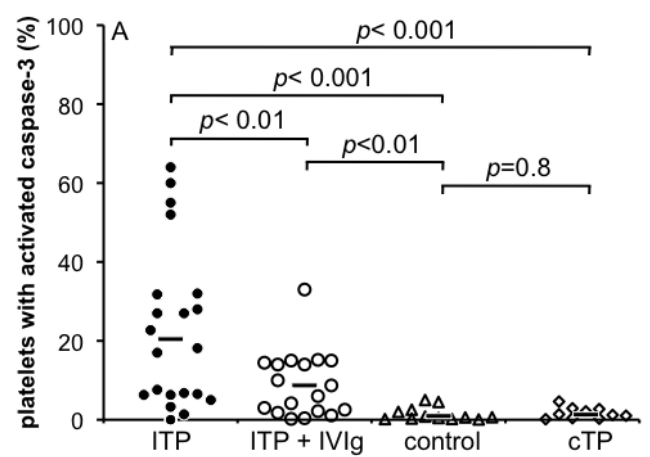 platelets with activated caspase-3 (%)
100
80
60
40
20
0
A
p< 0.001
p< 0.001
p< 0.01
p<0.01
p=0.8
ITP
ITP + IVIg
control
cTP